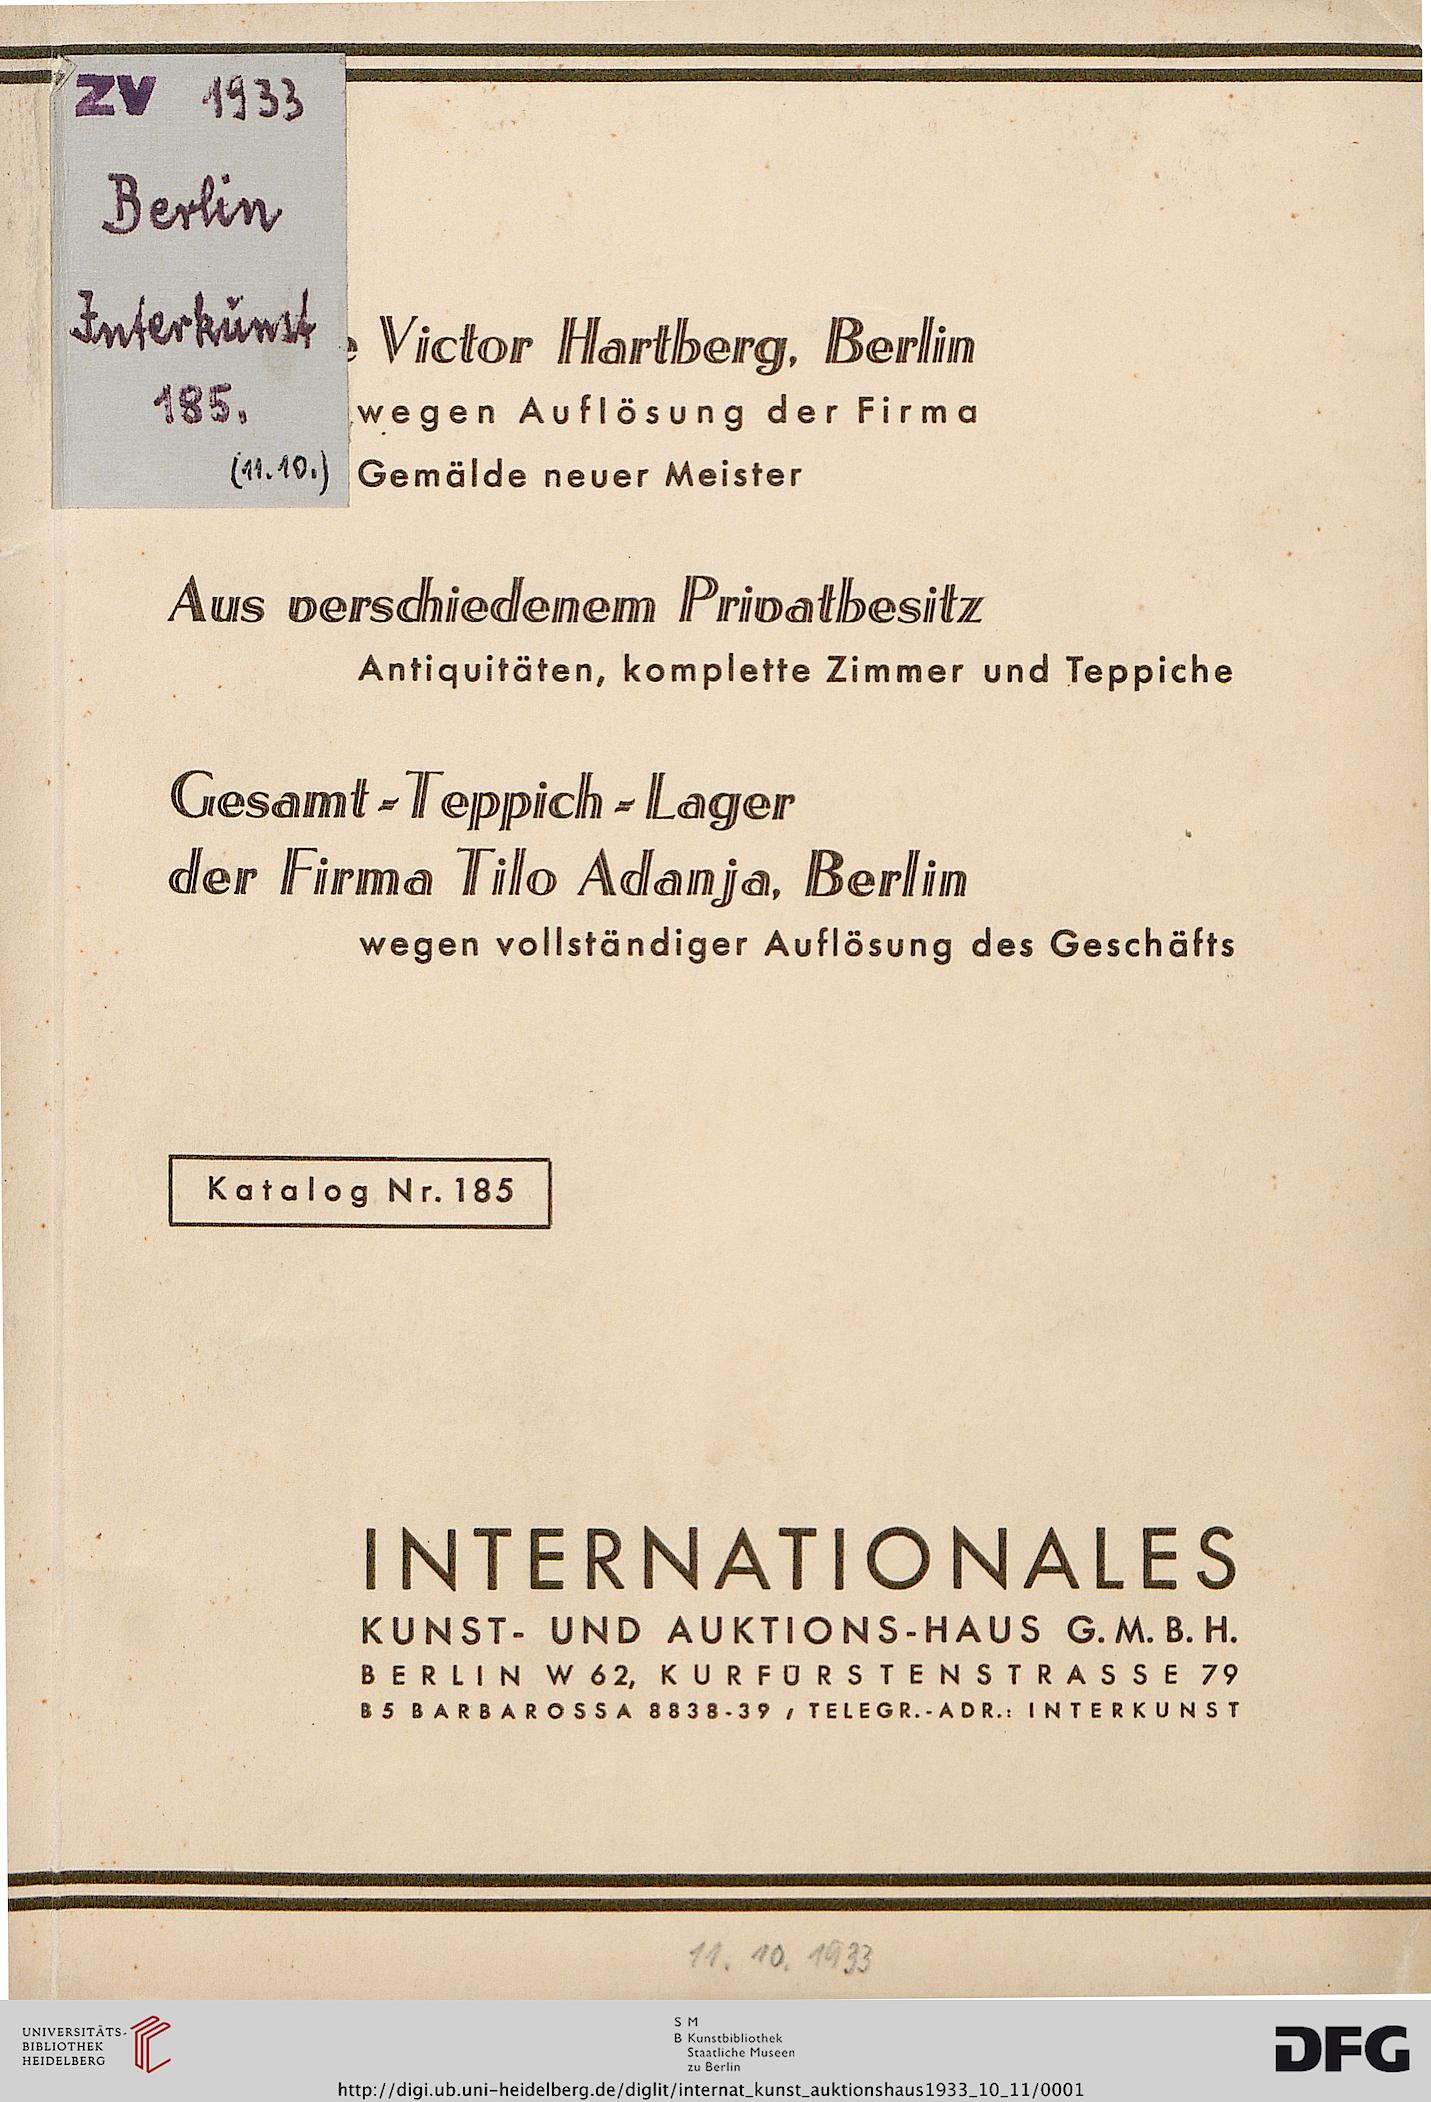 ZV 1933
Berlin
Interkunst
185.
(11.10.)
Victor Hartberg, Berlin
wegen Auflösung der Firma
Gemälde neuer Meister
Aus verschiedenem Privatbesitz
Antiquitäten, komplette Zimmer und Teppiche
Gesamt-Teppich-Lager
der Firma Tilo Adanja, Berlin
wegen vollständiger Auflösung des Geschäfts
Katalog Nr. 185
INTERNATIONALES
KUNST- UND AUKTIONS-HAUS G.M.B.H.
BERLIN W 62, KURFÜRSTENSTRASSE 79
B5 BARBAROSSA 8838-39 / TELEGR.-ADR.: INTERKUNST
11. 10. 1933
UNIVERSITÄTS-
BIBLIOTHEK
HEIDELBERG
S M
B Kunstbibliothek
Staatliche Museen
zu Berlin
DFG
http://digi.ub.uni-heidelberg.de/diglit/internat_kunst_auktionshaus1933_10_11/0001